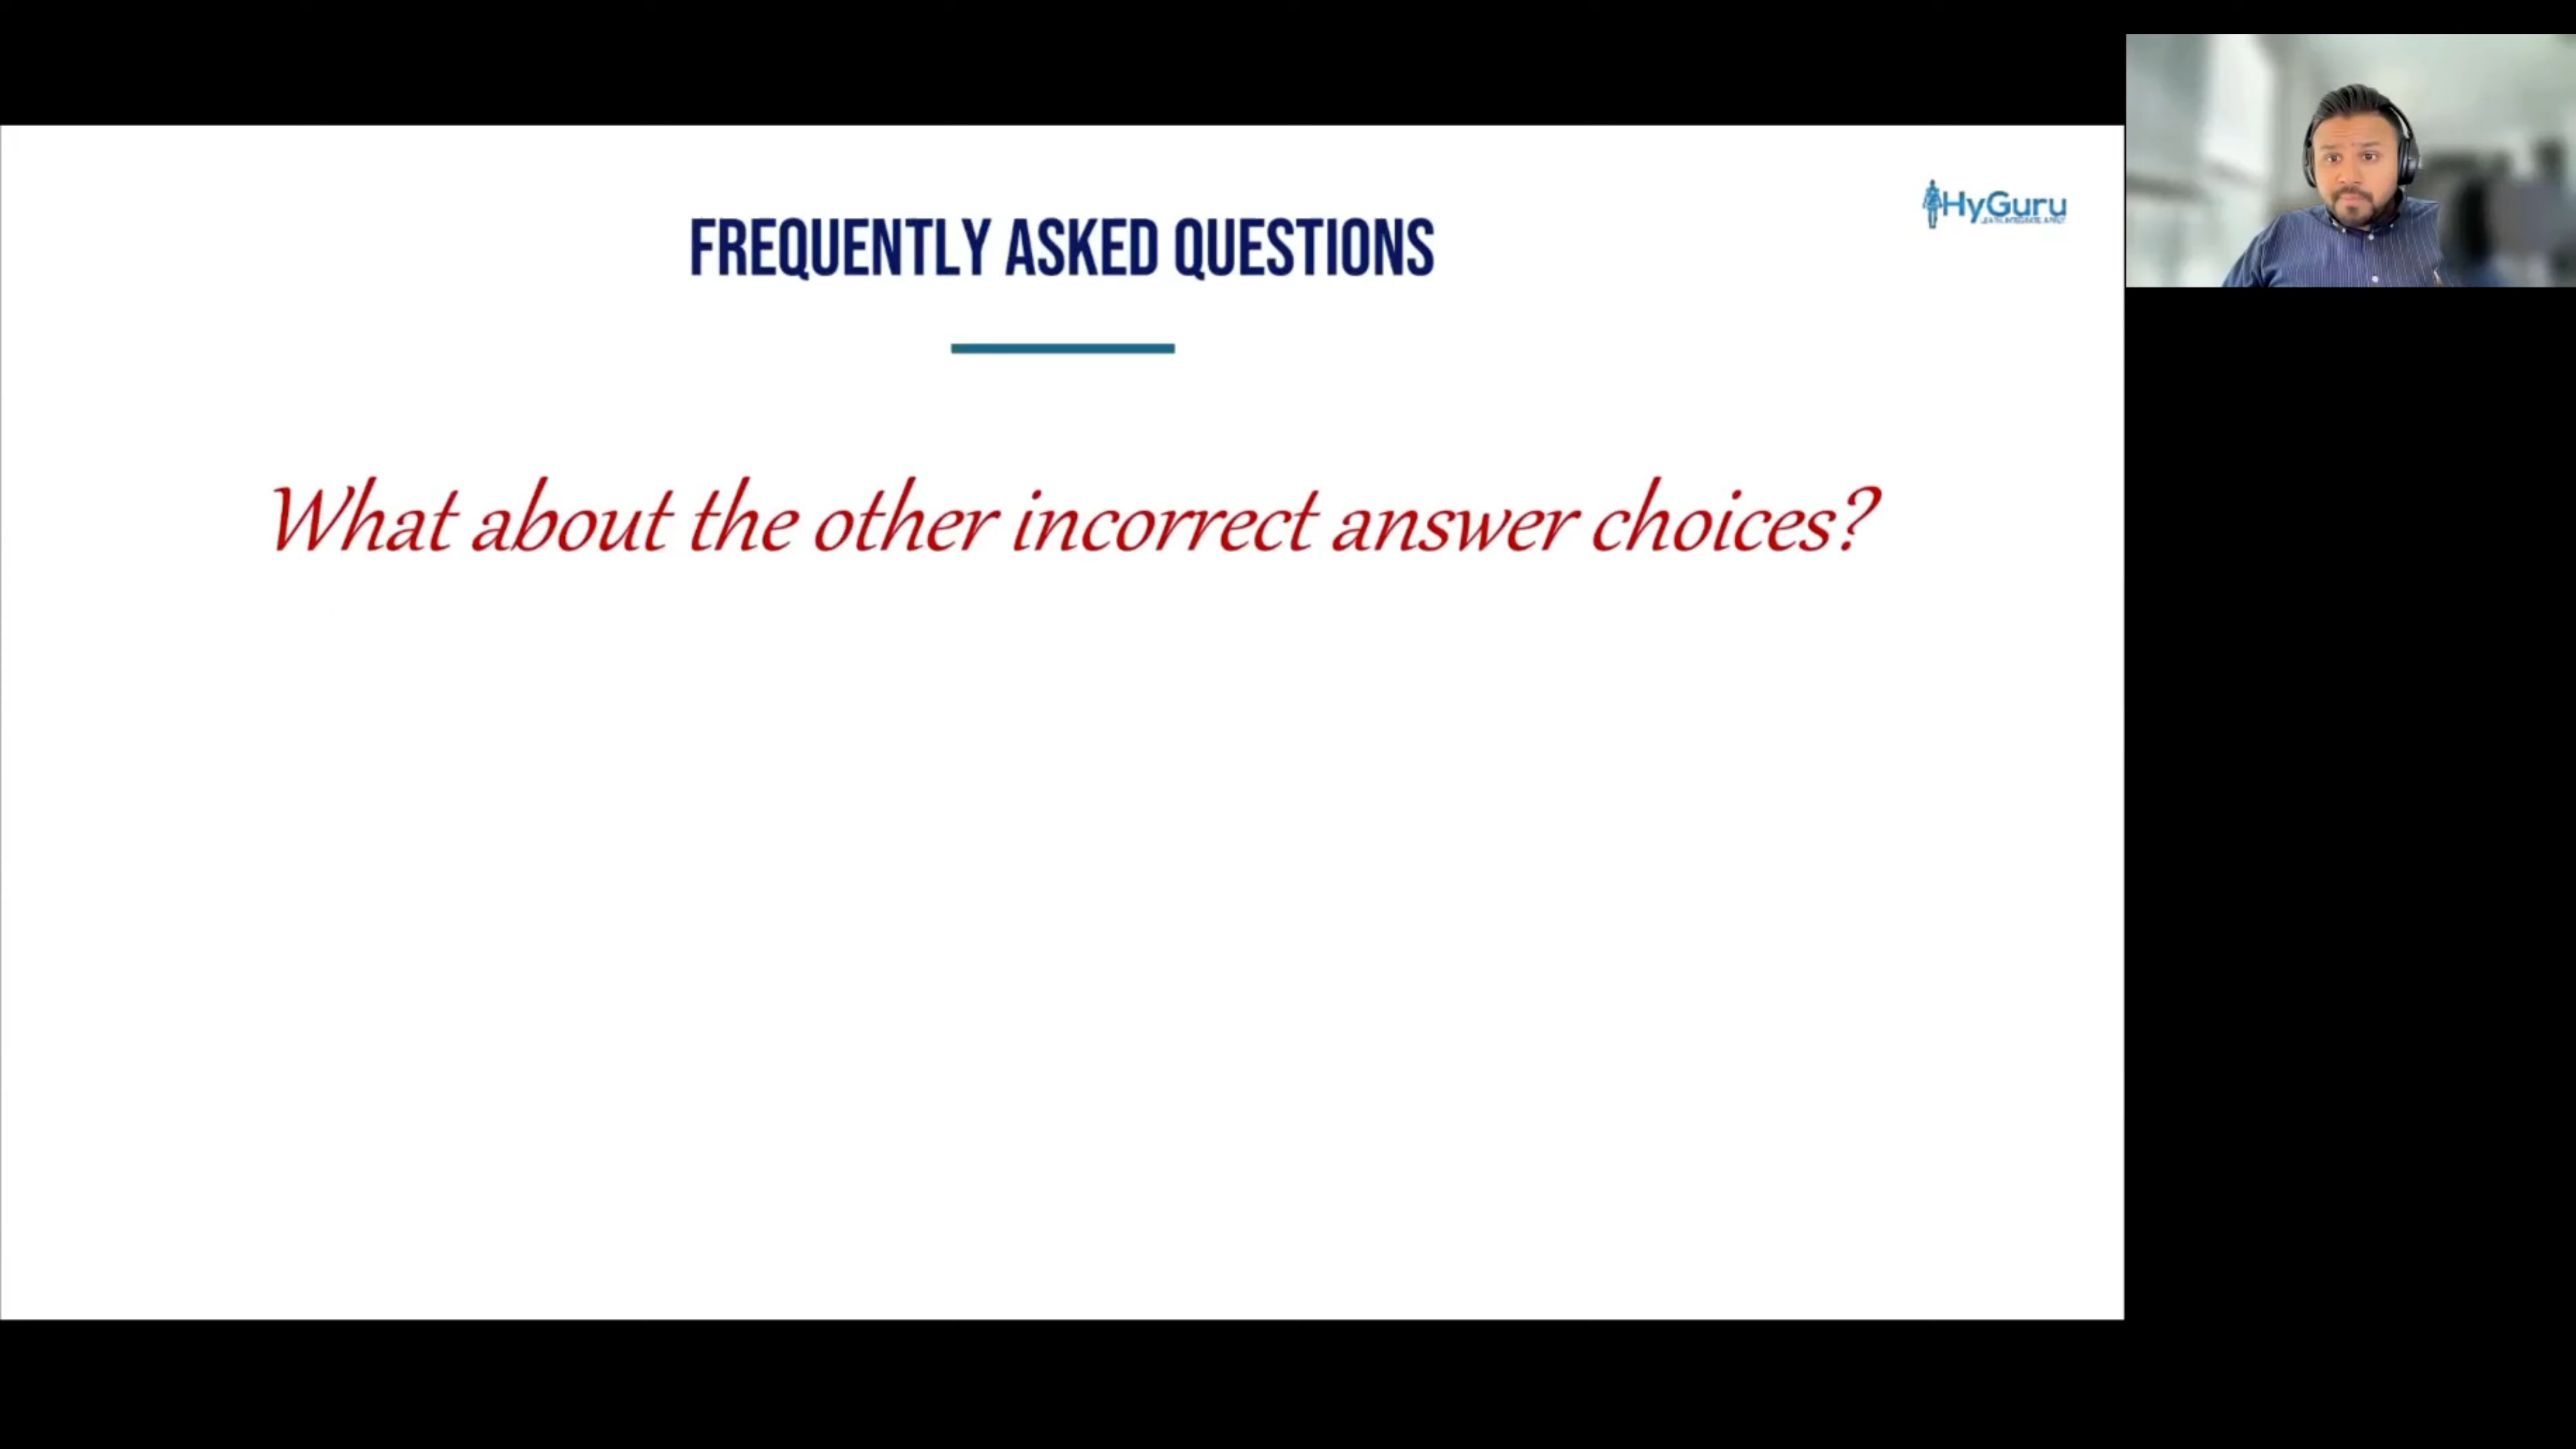 FREQUENTLY ASKED QUESTIONS
HyGuru
What about the other incorrect answer choices?